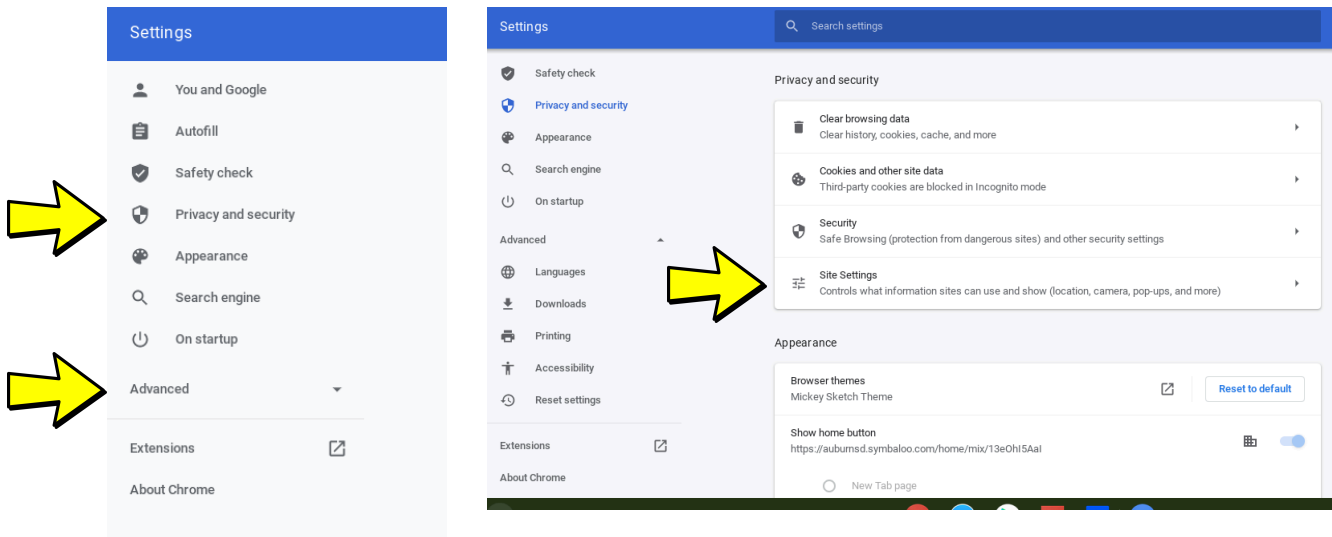 Settings
You and Google
Autofill
Safety check
Privacy and security
Appearance
Search engine
On startup
Advanced
Extensions
About Chrome
Settings
Search settings
Safety check
Privacy and security
Appearance
Search engine
On startup
Advanced
Languages
Downloads
Printing
Accessibility
Reset settings
Extensions
About Chrome
Privacy and security
Clear browsing data
Clear history, cookies, cache, and more
Cookies and other site data
Third-party cookies are blocked in Incognito mode
Security
Safe Browsing (protection from dangerous sites) and other security settings
Site Settings
Controls what information sites can use and show (location, camera, pop-ups, and more)
Appearance
Browser themes
Mickey Sketch Theme
Reset to default
Show home button
https://auburnsd.symbaloo.com/home/mix/13eOhI5AaI
New Tab page